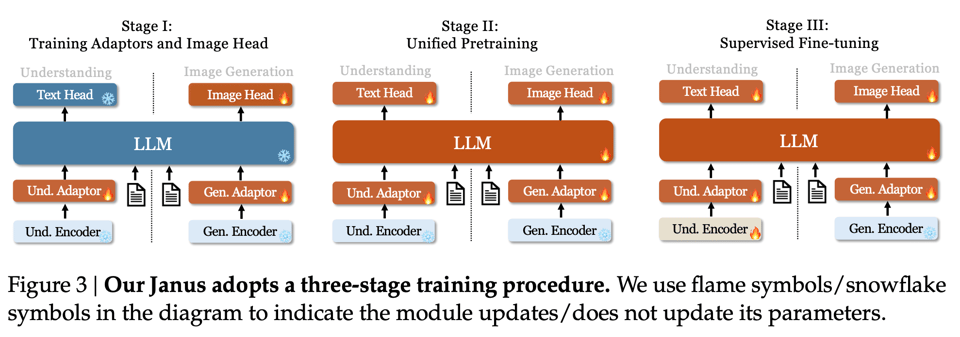 Stage I:
Training Adaptors and Image Head
Understanding
Image Generation
Text Head
Image Head
LLM
Und. Adaptor
Gen. Adaptor
Und. Encoder
Gen. Encoder
Stage II:
Unified Pretraining
Understanding
Image Generation
Text Head
Image Head
LLM
Und. Adaptor
Gen. Adaptor
Und. Encoder
Gen. Encoder
Stage III:
Supervised Fine-tuning
Understanding
Image Generation
Text Head
Image Head
LLM
Und. Adaptor
Gen. Adaptor
Und. Encoder
Gen. Encoder
Figure 3 | Our Janus adopts a three-stage training procedure. We use flame symbols/snowflake
symbols in the diagram to indicate the module updates/does not update its parameters.